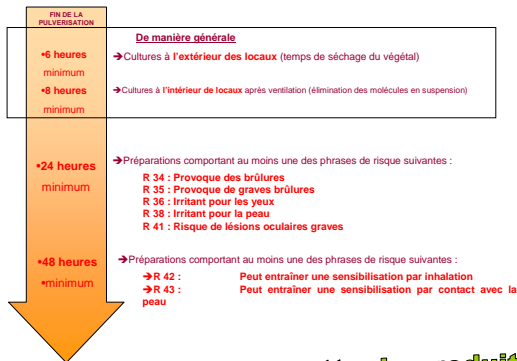 FIN DE LA
PULVERISATION
De manière générale
•6 heures
minimum
➔Cultures à l'extérieur des locaux (temps de séchage du végétal)
•8 heures
minimum
➔Cultures à l'intérieur de locaux après ventilation (élimination des molécules en suspension)
•24 heures
minimum
➔Préparations comportant au moins une des phrases de risque suivantes :
R 34 : Provoque des brûlures
R 35 : Provoque de graves brûlures
R 36 : Irritant pour les yeux
R 38 : Irritant pour la peau
R 41 : Risque de lésions oculaires graves
•48 heures
•minimum
➔Préparations comportant au moins une des phrases de risque suivantes :
➔R 42 : Peut entraîner une sensibilisation par inhalation
➔R 43 : Peut entraîner une sensibilisation par contact avec la
peau